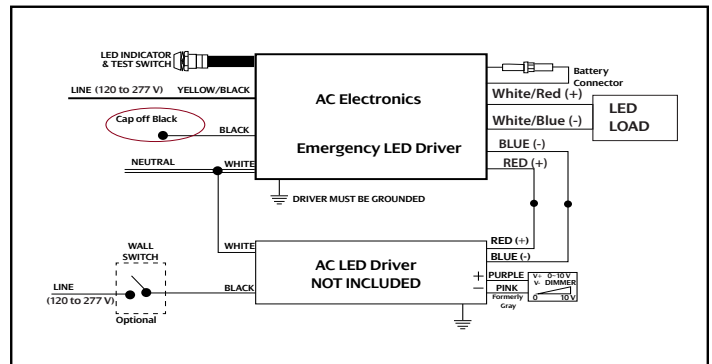 LED INDICATOR
& TEST SWITCH
LINE (120 to 277 V) YELLOW/BLACK
Cap off Black
BLACK
NEUTRAL
WHITE
AC Electronics
Emergency LED Driver
Battery
Connector
White/Red (+)
White/Blue (-)
LED
LOAD
BLUE (-)
RED (+)
DRIVER MUST BE GROUNDED
WALL
SWITCH
LINE
(120 to 277 V)
Optional
WHITE
BLACK
AC LED Driver
NOT INCLUDED
RED (+)
BLUE (-)
+ PURPLE
− PINK
Formerly
Gray
V+ 0~10 V
V- DIMMER
0 10 V